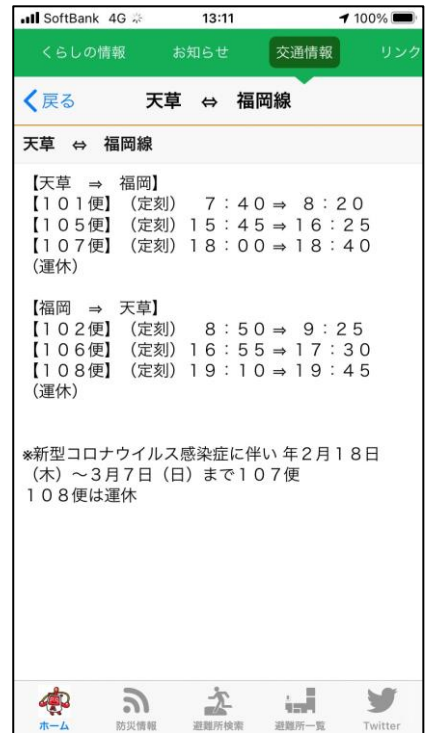 SoftBank 4G 13:11 100%
くらしの情報 お知らせ 交通情報 リンク
戻る 天草 ⇔ 福岡線
天草 ⇔ 福岡線
【天草 ⇒ 福岡】
【101便】（定刻） 7：40⇒ 8：20
【105便】（定刻）15：45⇒16：25
【107便】（定刻）18：00⇒18：40
（運休）
【福岡 ⇒ 天草】
【102便】（定刻） 8：50⇒ 9：25
【106便】（定刻）16：55⇒17：30
【108便】（定刻）19：10⇒19：45
（運休）
※新型コロナウイルス感染症に伴い 年2月18日
（木）～3月7日（日）まで107便
108便は運休
ホーム 防災情報 避難所検索 避難所一覧 Twitter